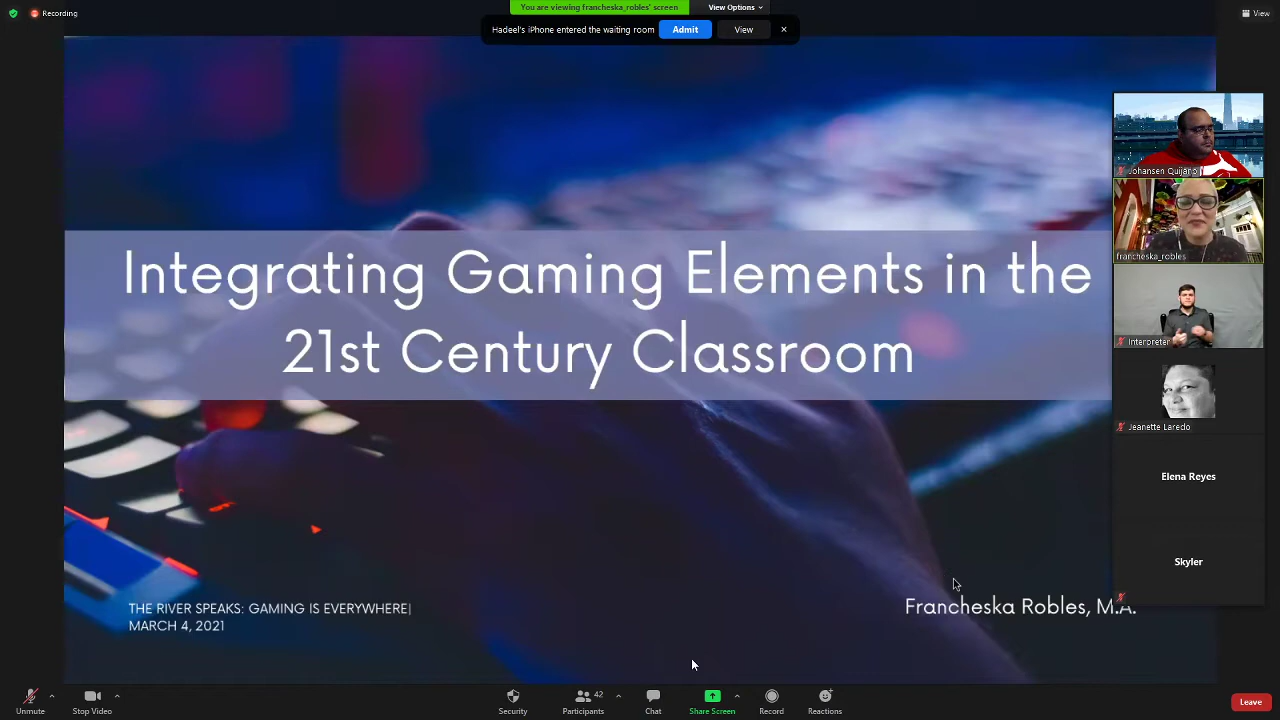 Recording
You are viewing francheska_robles' screen
View Options
View
Hadeel's iPhone entered the waiting room
Admit
View
Integrating Gaming Elements in the
21st Century Classroom
THE RIVER SPEAKS: GAMING IS EVERYWHERE|
MARCH 4, 2021
Francheska Robles, M.A.
Johansen Quijano
francheska_robles
Interpreter
Jeanette Laredo
Elena Reyes
Skyler
Unmute
Stop Video
Security
Participants
42
Chat
Share Screen
Record
Reactions
Leave